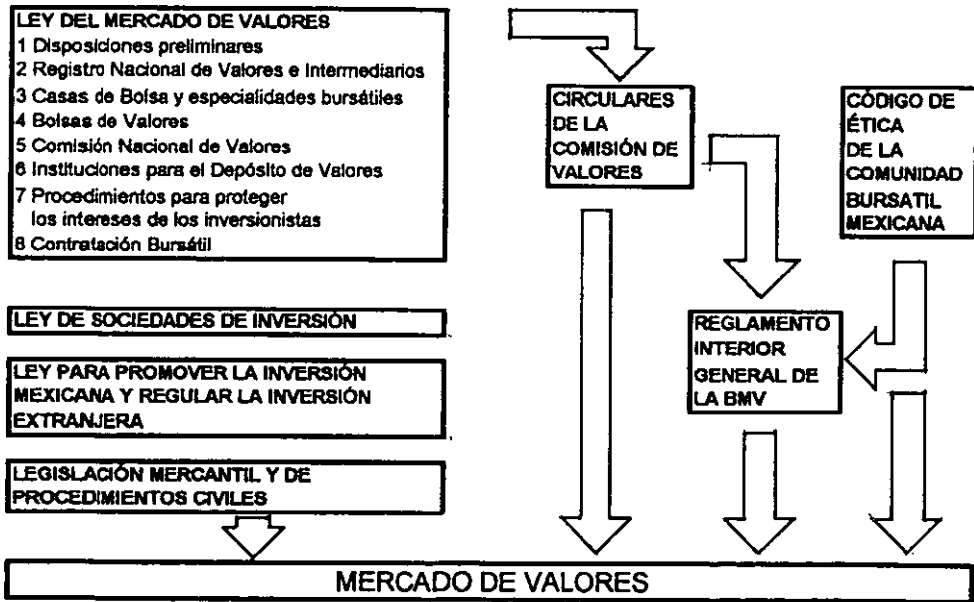 LEY DEL MERCADO DE VALORES
1 Disposiciones preliminares
2 Registro Nacional de Valores e Intermediarios
3 Casas de Bolsa y especialidades bursátiles
4 Bolsas de Valores
5 Comisión Nacional de Valores
6 Instituciones para el Depósito de Valores
7 Procedimientos para proteger
los intereses de los inversionistas
8 Contratación Bursátil
LEY DE SOCIEDADES DE INVERSIÓN
LEY PARA PROMOVER LA INVERSIÓN
MEXICANA Y REGULAR LA INVERSIÓN
EXTRANJERA
LEGISLACIÓN MERCANTIL Y DE
PROCEDIMIENTOS CIVILES
CIRCULARES
DE LA
COMISIÓN DE
VALORES
CÓDIGO DE
ÉTICA
DE LA
COMUNIDAD
BURSATIL
MEXICANA
REGLAMENTO
INTERIOR
GENERAL DE
LA BMV
MERCADO DE VALORES